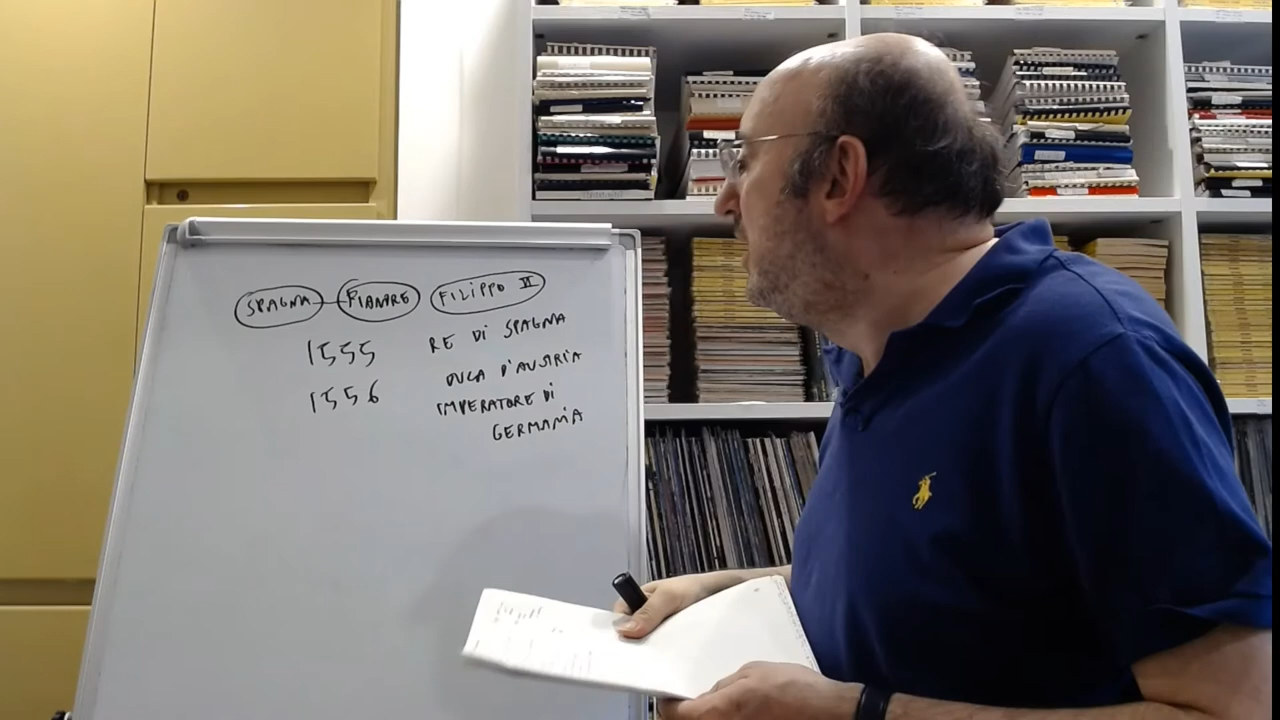 SPAGNA FIANDRE FILIPPO II
1555 RE DI SPAGNA
DUCA D'AUSTRIA
1556 IMPERATORE DI
GERMANIA